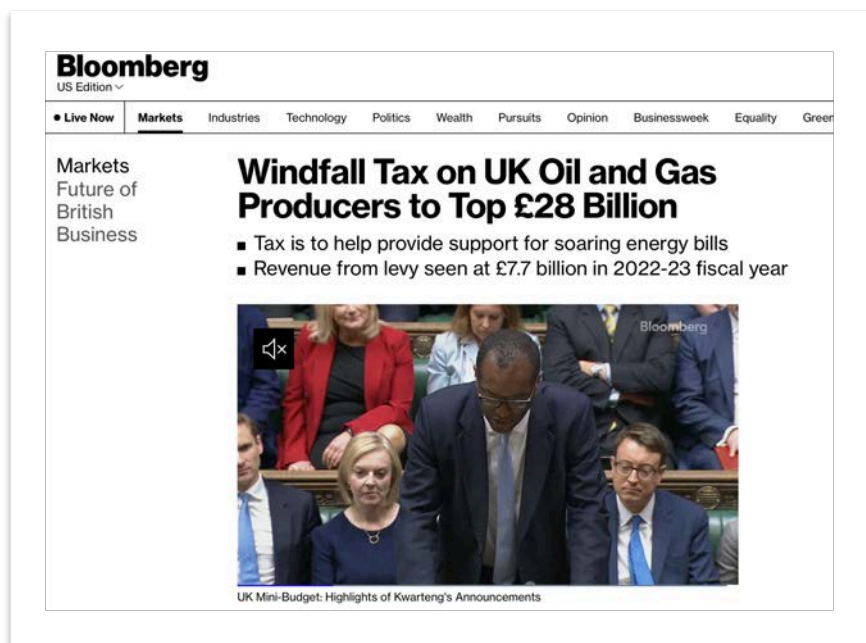 Bloomberg
US Edition
Live Now Markets Industries Technology Politics Wealth Pursuits Opinion Businessweek Equality Green
Markets
Future of
British
Business
Windfall Tax on UK Oil and Gas
Producers to Top £28 Billion
■ Tax is to help provide support for soaring energy bills
■ Revenue from levy seen at £7.7 billion in 2022-23 fiscal year
Bloomberg
UK Mini-Budget: Highlights of Kwarteng's Announcements